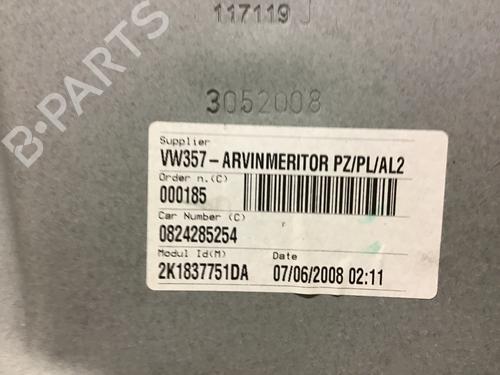 117119 J
3052008
Supplier
VW357-ARVINMERITOR PZ/PL/AL2
Order n.(C)
000185
Car Number (C)
0824285254
Modul Id(M)
Date
2K1837751DA
07/06/2008 02:11
B-PARTS